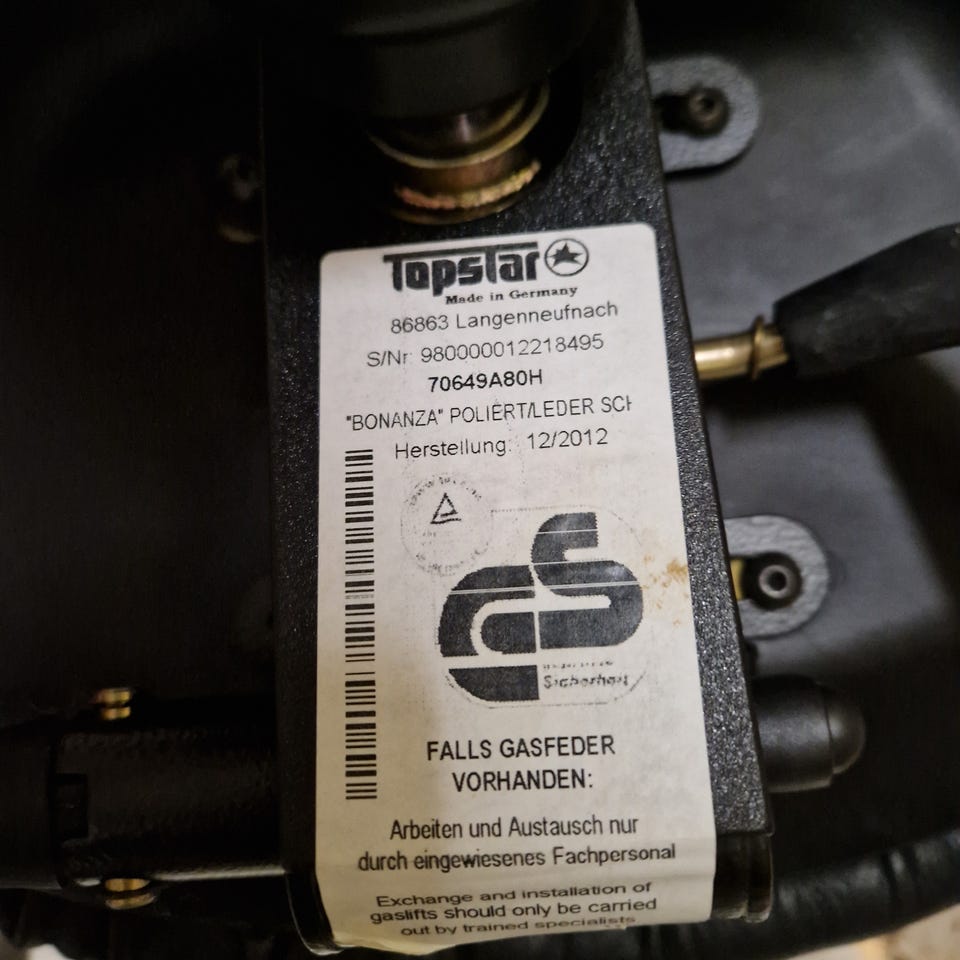 Topstar
Made in Germany
86863 Langenneufnach
S/Nr: 980000012218495
70649A80H
"BONANZA" POLIERT/LEDER SCH
Herstellung: 12/2012
GS
Sicherheit
FALLS GASFEDER
VORHANDEN:
Arbeiten und Austausch nur
durch eingewiesenes Fachpersonal
Exchange and installation of
gaslifts should only be carried
out by trained specialists